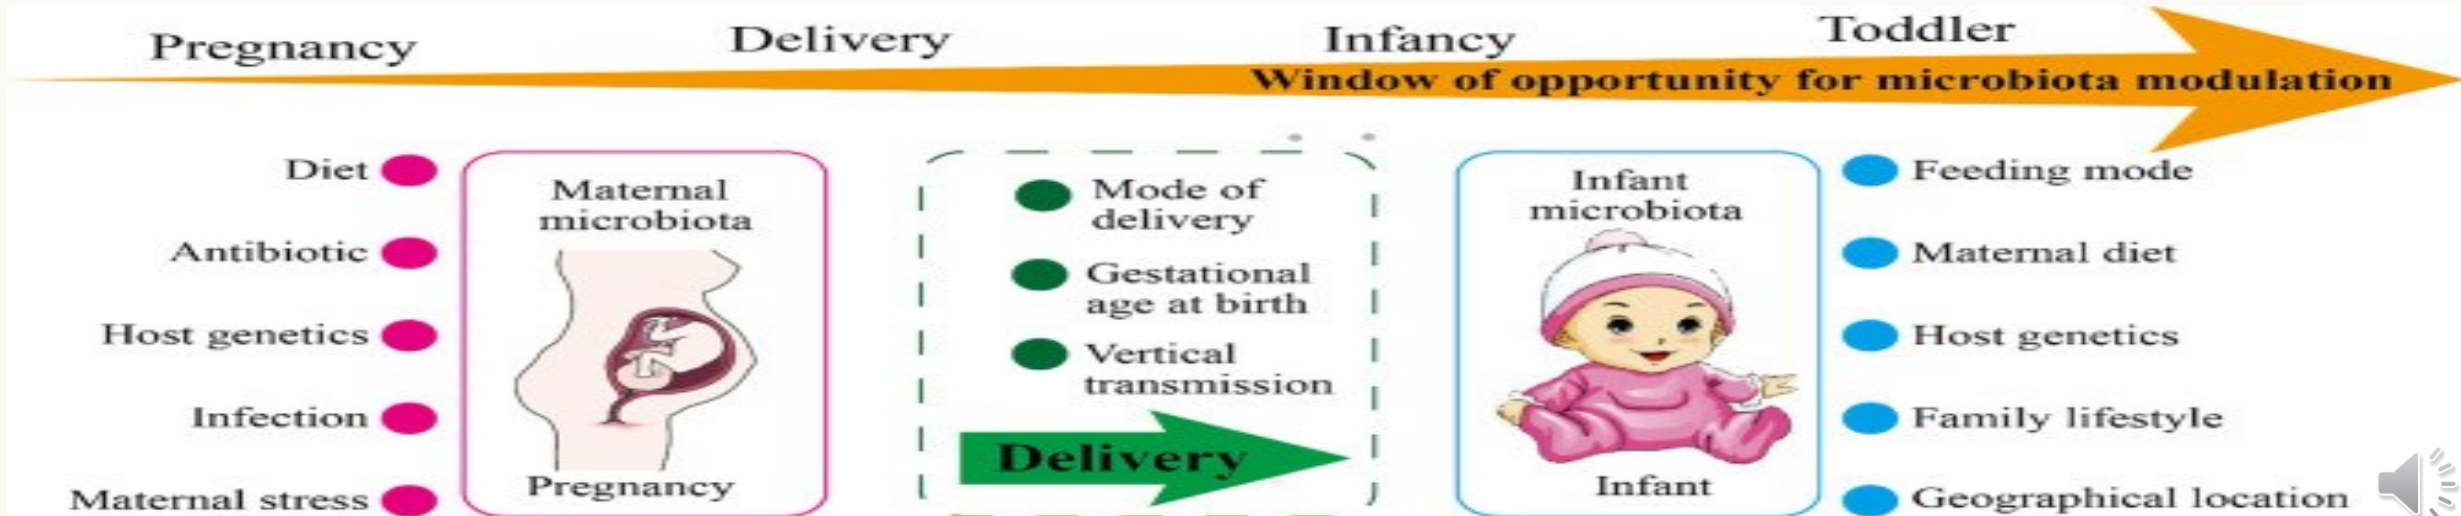 Pregnancy
Delivery
Infancy
Toddler
Window of opportunity for microbiota modulation
Diet
Antibiotic
Host genetics
Infection
Maternal stress
Maternal
microbiota
Pregnancy
Mode of
delivery
Gestational
age at birth
Vertical
transmission
Delivery
Infant
microbiota
Infant
Feeding mode
Maternal diet
Host genetics
Family lifestyle
Geographical location